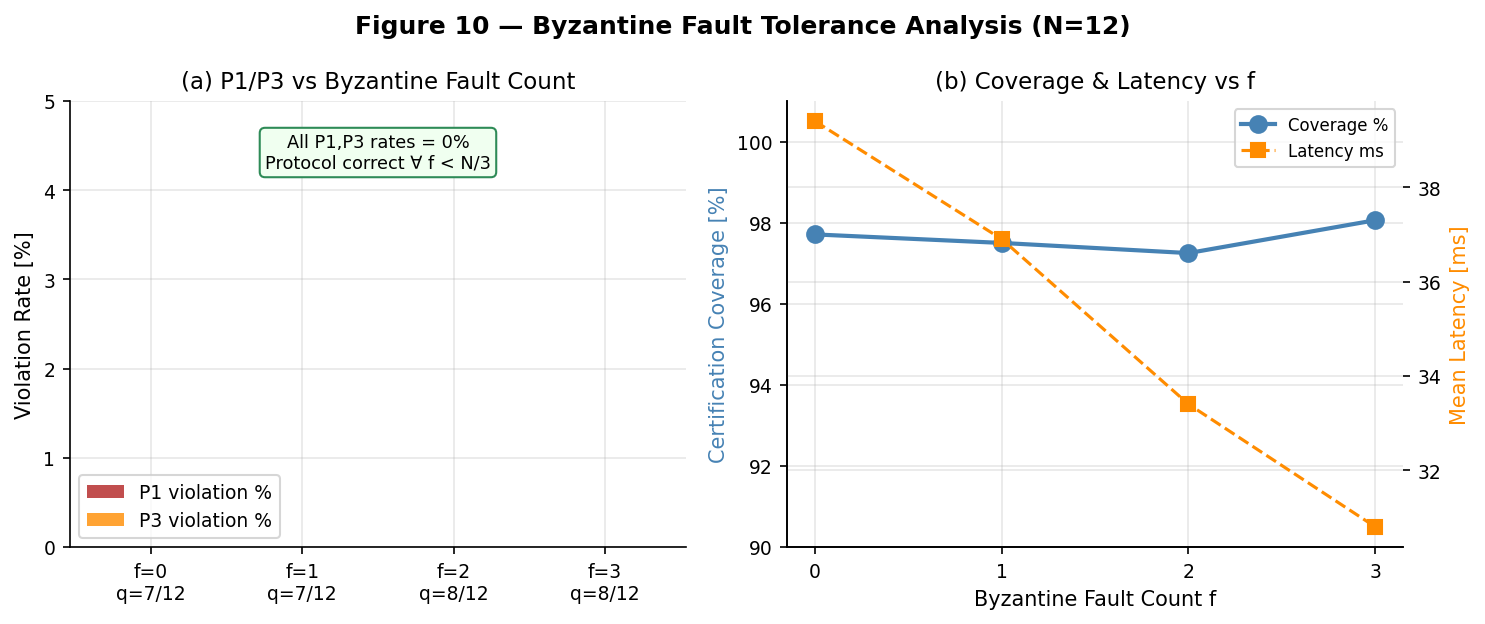 Figure 10 — Byzantine Fault Tolerance Analysis (N=12)
(a) P1/P3 vs Byzantine Fault Count
Violation Rate [%]
5
4
3
2
1
0
All P1,P3 rates = 0%
Protocol correct ∀ f < N/3
P1 violation %
P3 violation %
f=0
q=7/12
f=1
q=7/12
f=2
q=8/12
f=3
q=8/12
(b) Coverage & Latency vs f
Certification Coverage [%]
100
98
96
94
92
90
Coverage %
Latency ms
38
36
34
32
Mean Latency [ms]
0
1
2
3
Byzantine Fault Count f